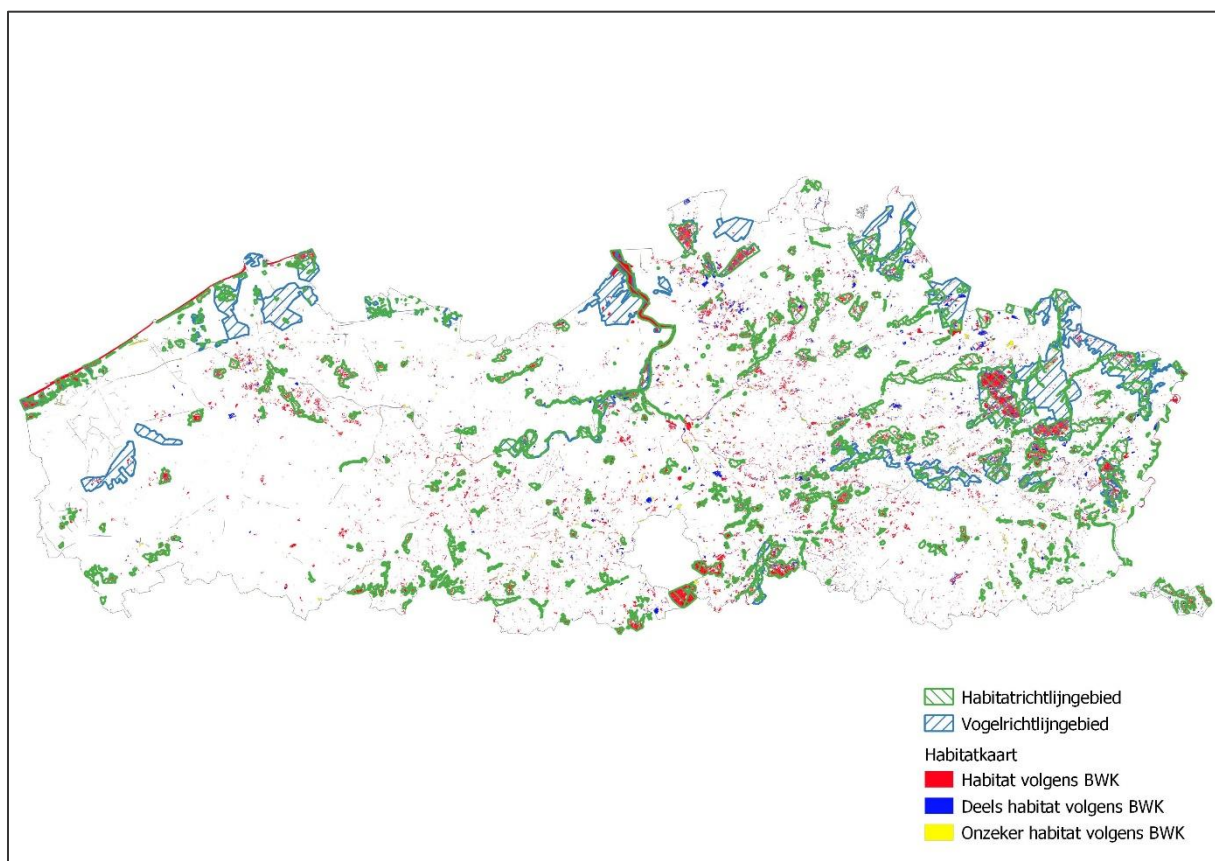 Habitatrichtlijngebied
Vogelrichtlijngebied
Habitatkaart
Habitat volgens BWK
Deels habitat volgens BWK
Onzeker habitat volgens BWK